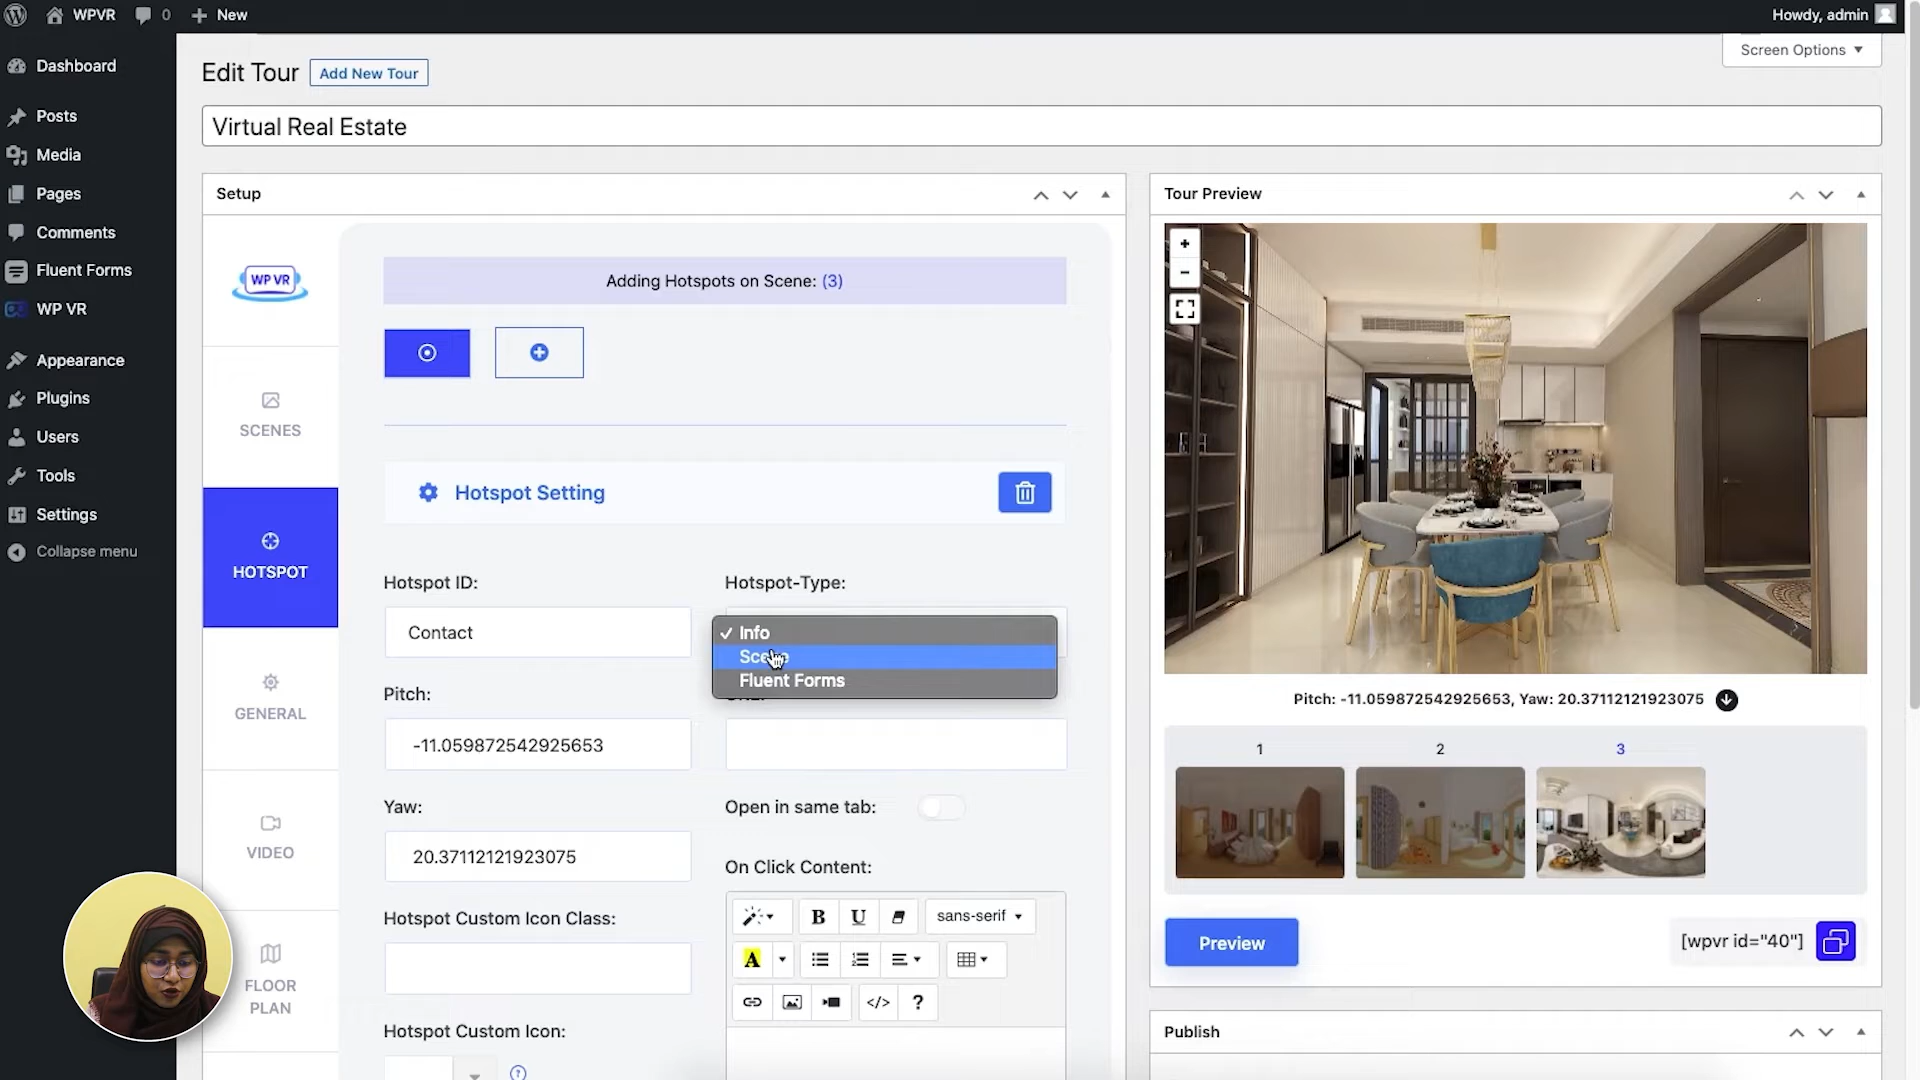 WPVR
0
New
Howdy, admin
Dashboard
Posts
Media
Pages
Comments
Fluent Forms
WP VR
Appearance
Plugins
Users
Tools
Settings
Collapse menu
Screen Options
Edit Tour
Add New Tour
Virtual Real Estate
Setup
WP VR
SCENES
HOTSPOT
GENERAL
VIDEO
FLOOR
PLAN
Adding Hotspots on Scene: (3)
Hotspot Setting
Hotspot ID:
Contact
Pitch:
-11.059872542925653
Yaw:
20.37112121923075
Hotspot Custom Icon Class:
Hotspot Custom Icon:
?
Hotspot-Type:
✓ Info
Scene
Fluent Forms
Open in same tab:
On Click Content:
B
U
sans-serif
A
</>
?
Tour Preview
+
-
Pitch: -11.059872542925653, Yaw: 20.37112121923075
1
2
3
Preview
[wpvr id="40"]
Publish